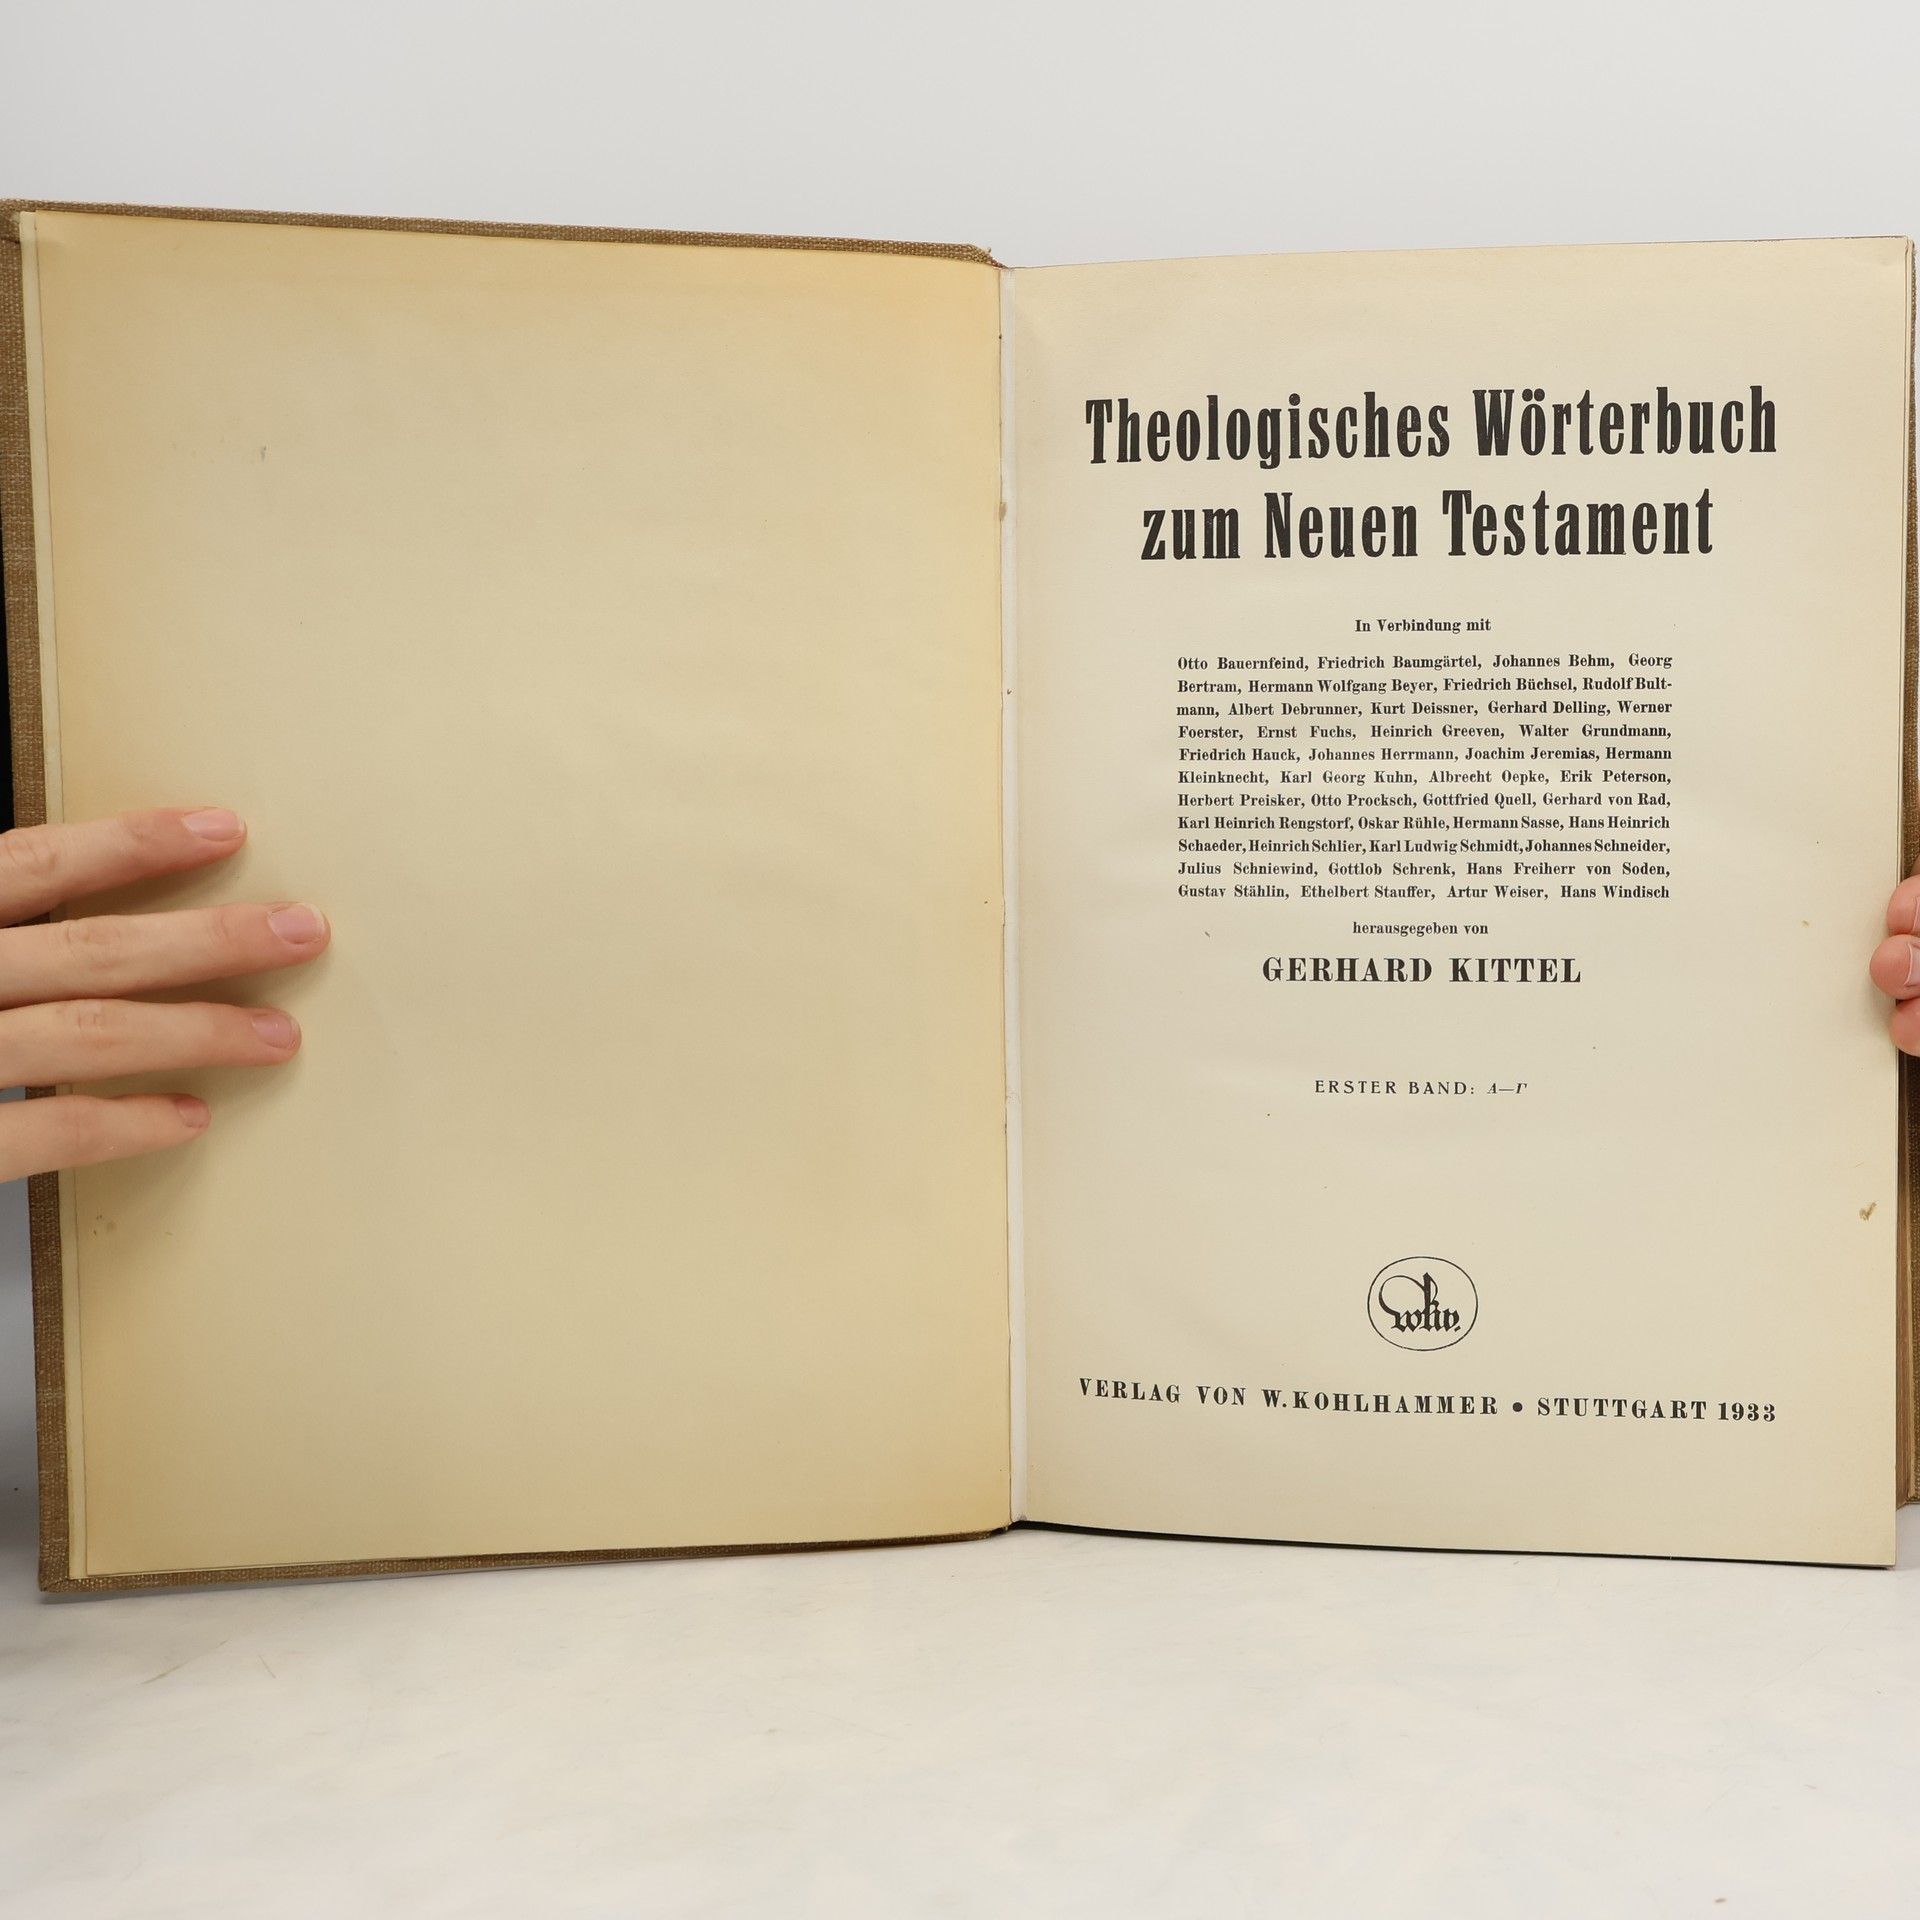 Theologisches Wörterbuch
zum Neuen Testament
In Verbindung mit
Otto Bauernfeind, Friedrich Baumgärtel, Johannes Behm, Georg
Bertram, Hermann Wolfgang Beyer, Friedrich Büchsel, Rudolf Bult-
mann, Albert Debrunner, Kurt Deissner, Gerhard Delling, Werner
Foerster, Ernst Fuchs, Heinrich Greeven, Walter Grundmann,
Friedrich Hauck, Johannes Herrmann, Joachim Jeremias, Hermann
Kleinknecht, Karl Georg Kuhn, Albrecht Oepke, Erik Peterson,
Herbert Preisker, Otto Procksch, Gottfried Quell, Gerhard von Rad,
Karl Heinrich Rengstorf, Oskar Rühle, Hermann Sasse, Hans Heinrich
Schaeder, Heinrich Schlier, Karl Ludwig Schmidt, Johannes Schneider,
Julius Schniewind, Gottlob Schrenk, Hans Freiherr von Soden,
Gustav Stählin, Ethelbert Stauffer, Artur Weiser, Hans Windisch
herausgegeben von
GERHARD KITTEL
ERSTER BAND: Α—Γ
wkv.
VERLAG VON W. KOHLHAMMER • STUTTGART 1933